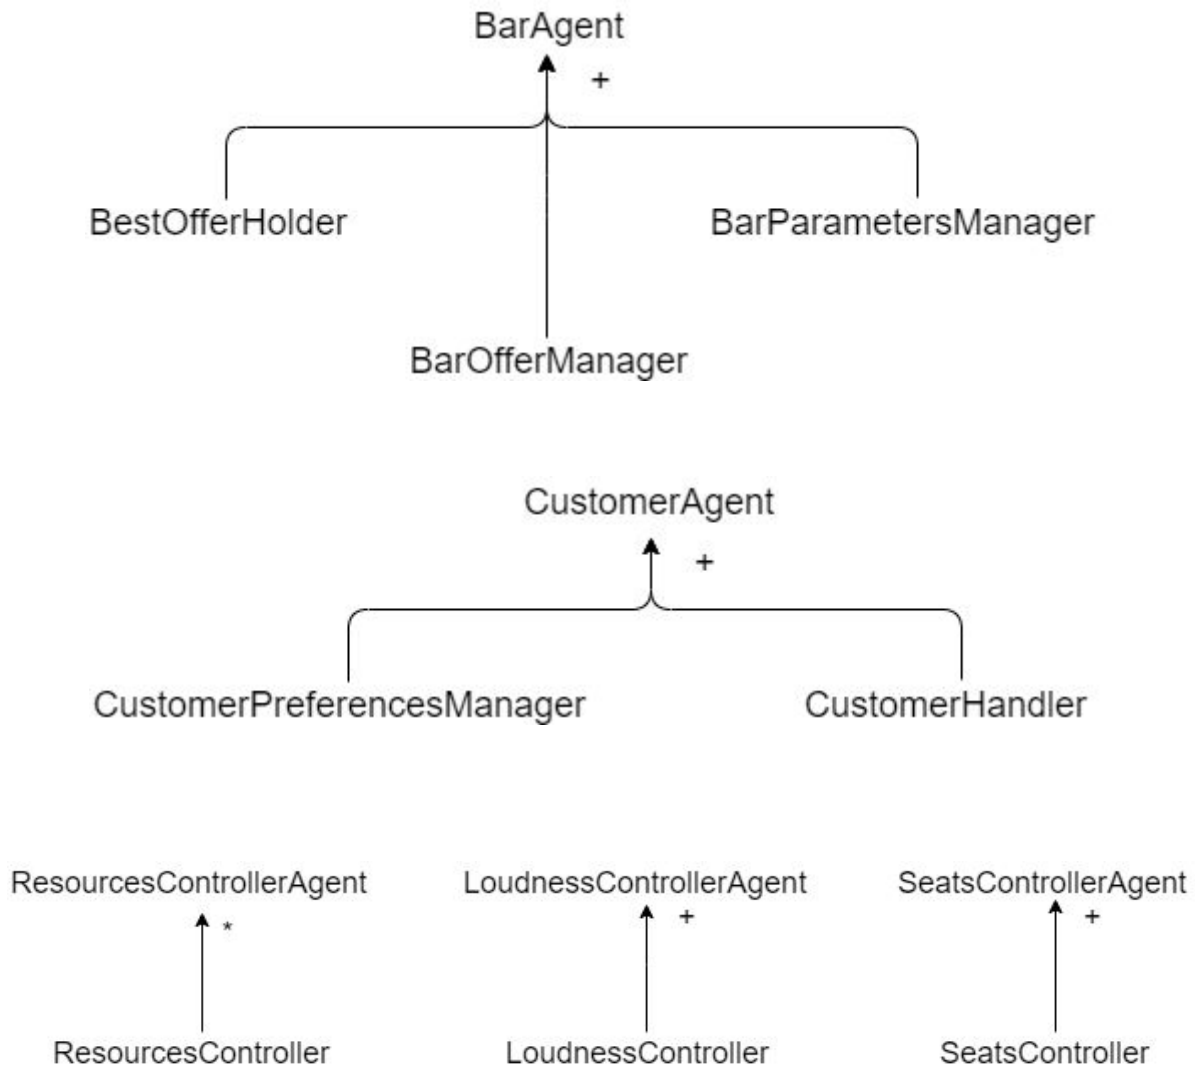 BarAgent
+
BestOfferHolder
BarParametersManager
BarOfferManager
CustomerAgent
+
CustomerPreferencesManager
CustomerHandler
ResourcesControllerAgent
*
ResourcesController
LoudnessControllerAgent
+
LoudnessController
SeatsControllerAgent
+
SeatsController